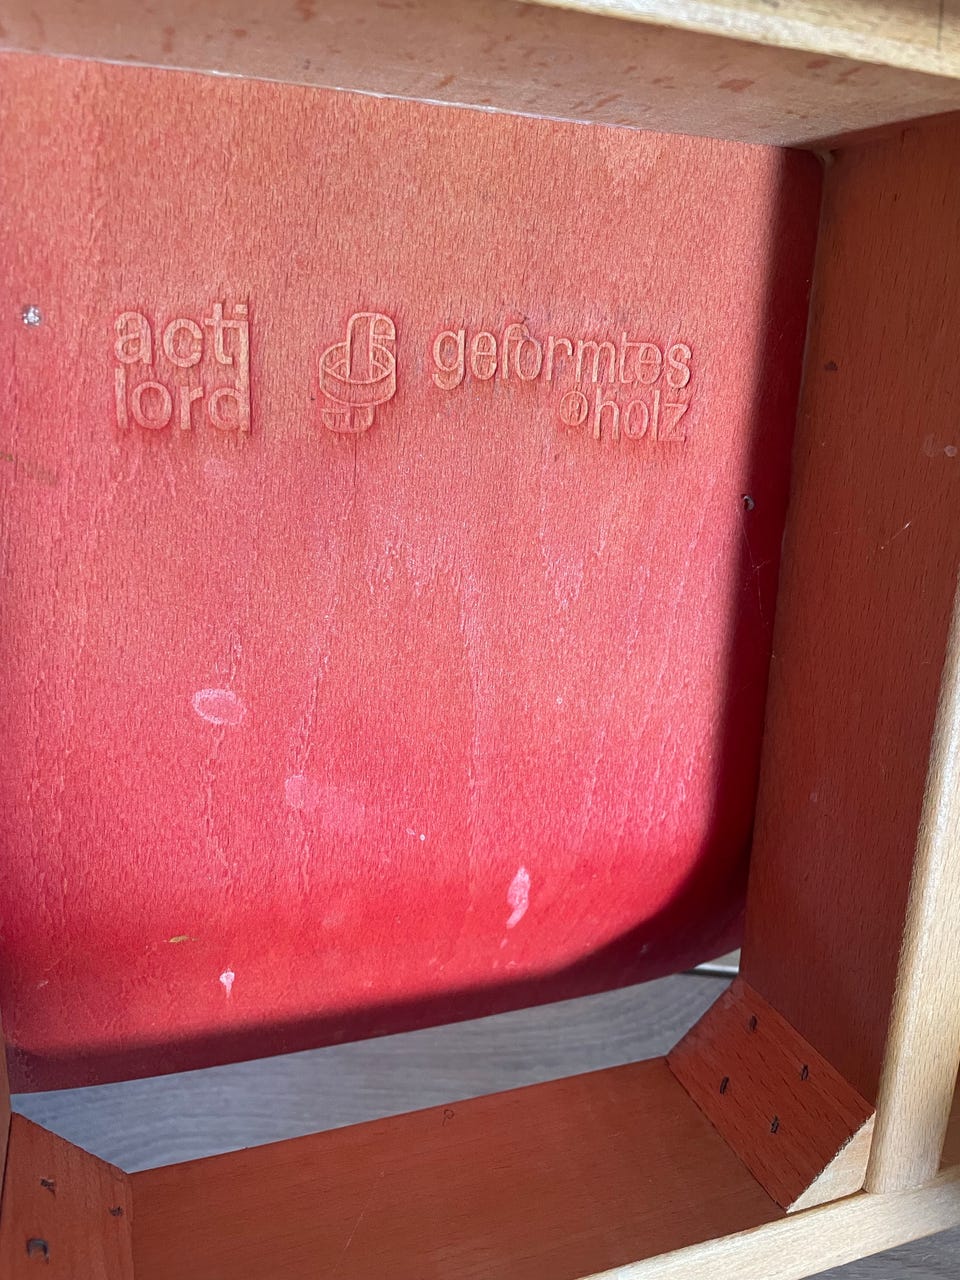 acti
lord
geformtes
®holz